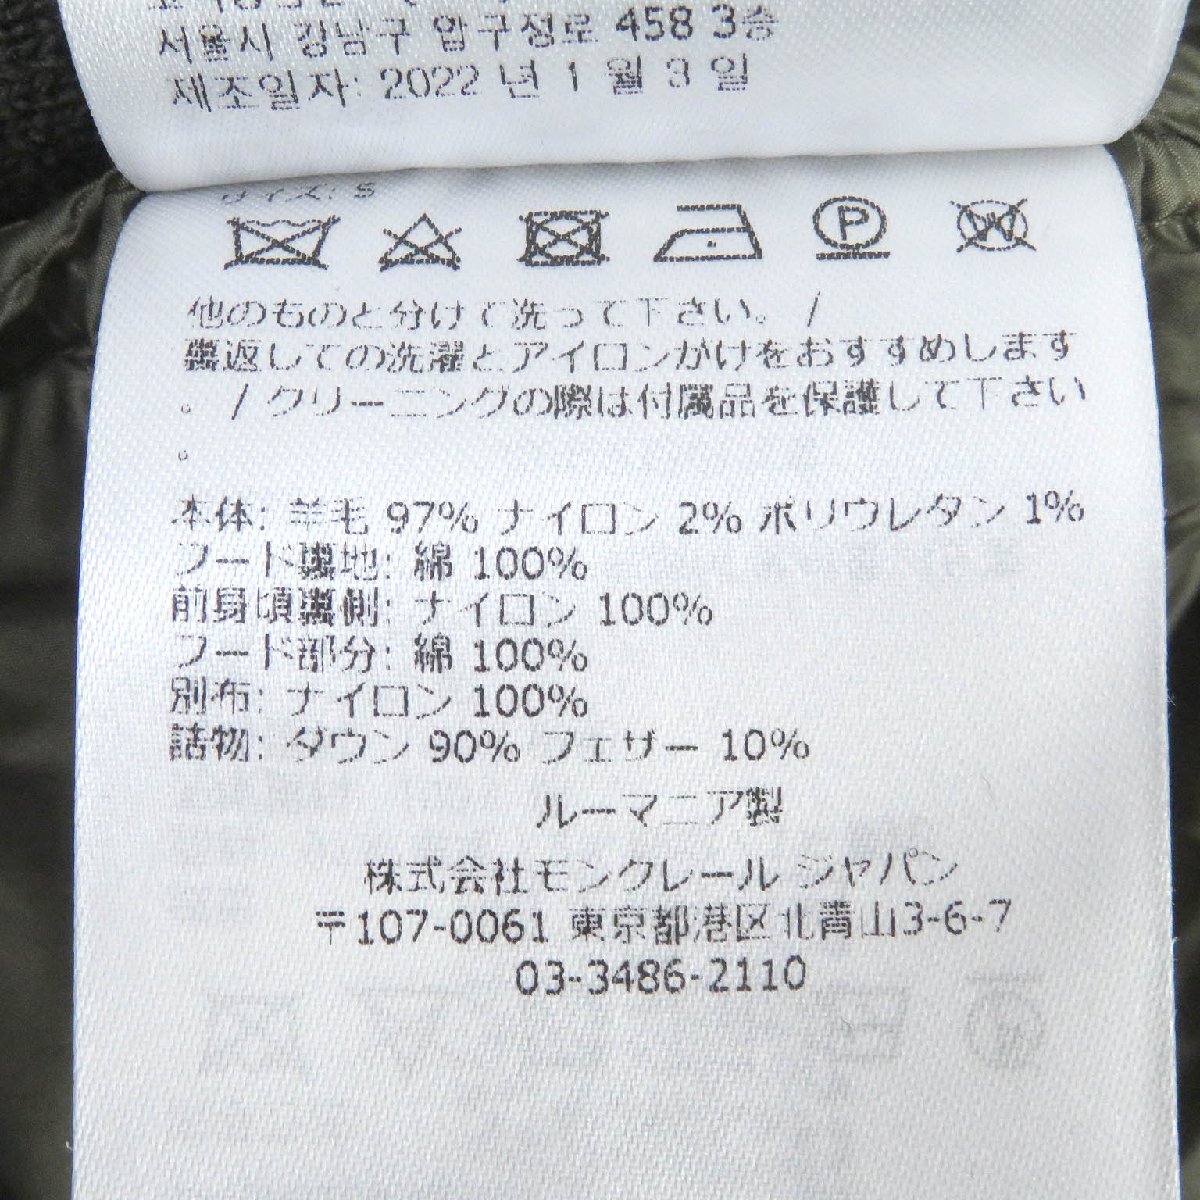 서울시 강남구 압구정로 458 3층
제조일자: 2022 년 1 월 3 일
サイズ: S
P
W
他のものと分けて洗って下さい。 /
裏返しての洗濯とアイロンがけをおすすめします
。 / クリーニングの際は付属品を保護して下さい
。
本体: 羊毛 97% ナイロン 2% ポリウレタン 1%
フード裏地: 綿 100%
前身頃裏側: ナイロン 100%
フード部分: 綿 100%
別布: ナイロン 100%
詰物: ダウン 90% フェザー 10%
ルーマニア製
株式会社モンクレール ジャパン
〒107-0061 東京都港区北青山3-6-7
03-3486-2110